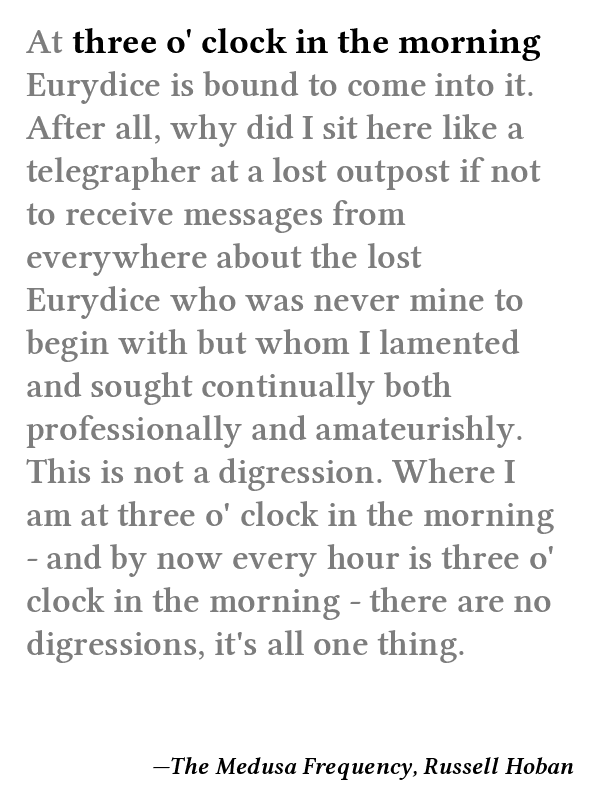 At three o' clock in the morning
Eurydice is bound to come into it.
After all, why did I sit here like a
telegrapher at a lost outpost if not
to receive messages from
everywhere about the lost
Eurydice who was never mine to
begin with but whom I lamented
and sought continually both
professionally and amateurishly.
This is not a digression. Where I
am at three o' clock in the morning
- and by now every hour is three o'
clock in the morning - there are no
digressions, it's all one thing.
—The Medusa Frequency, Russell Hoban